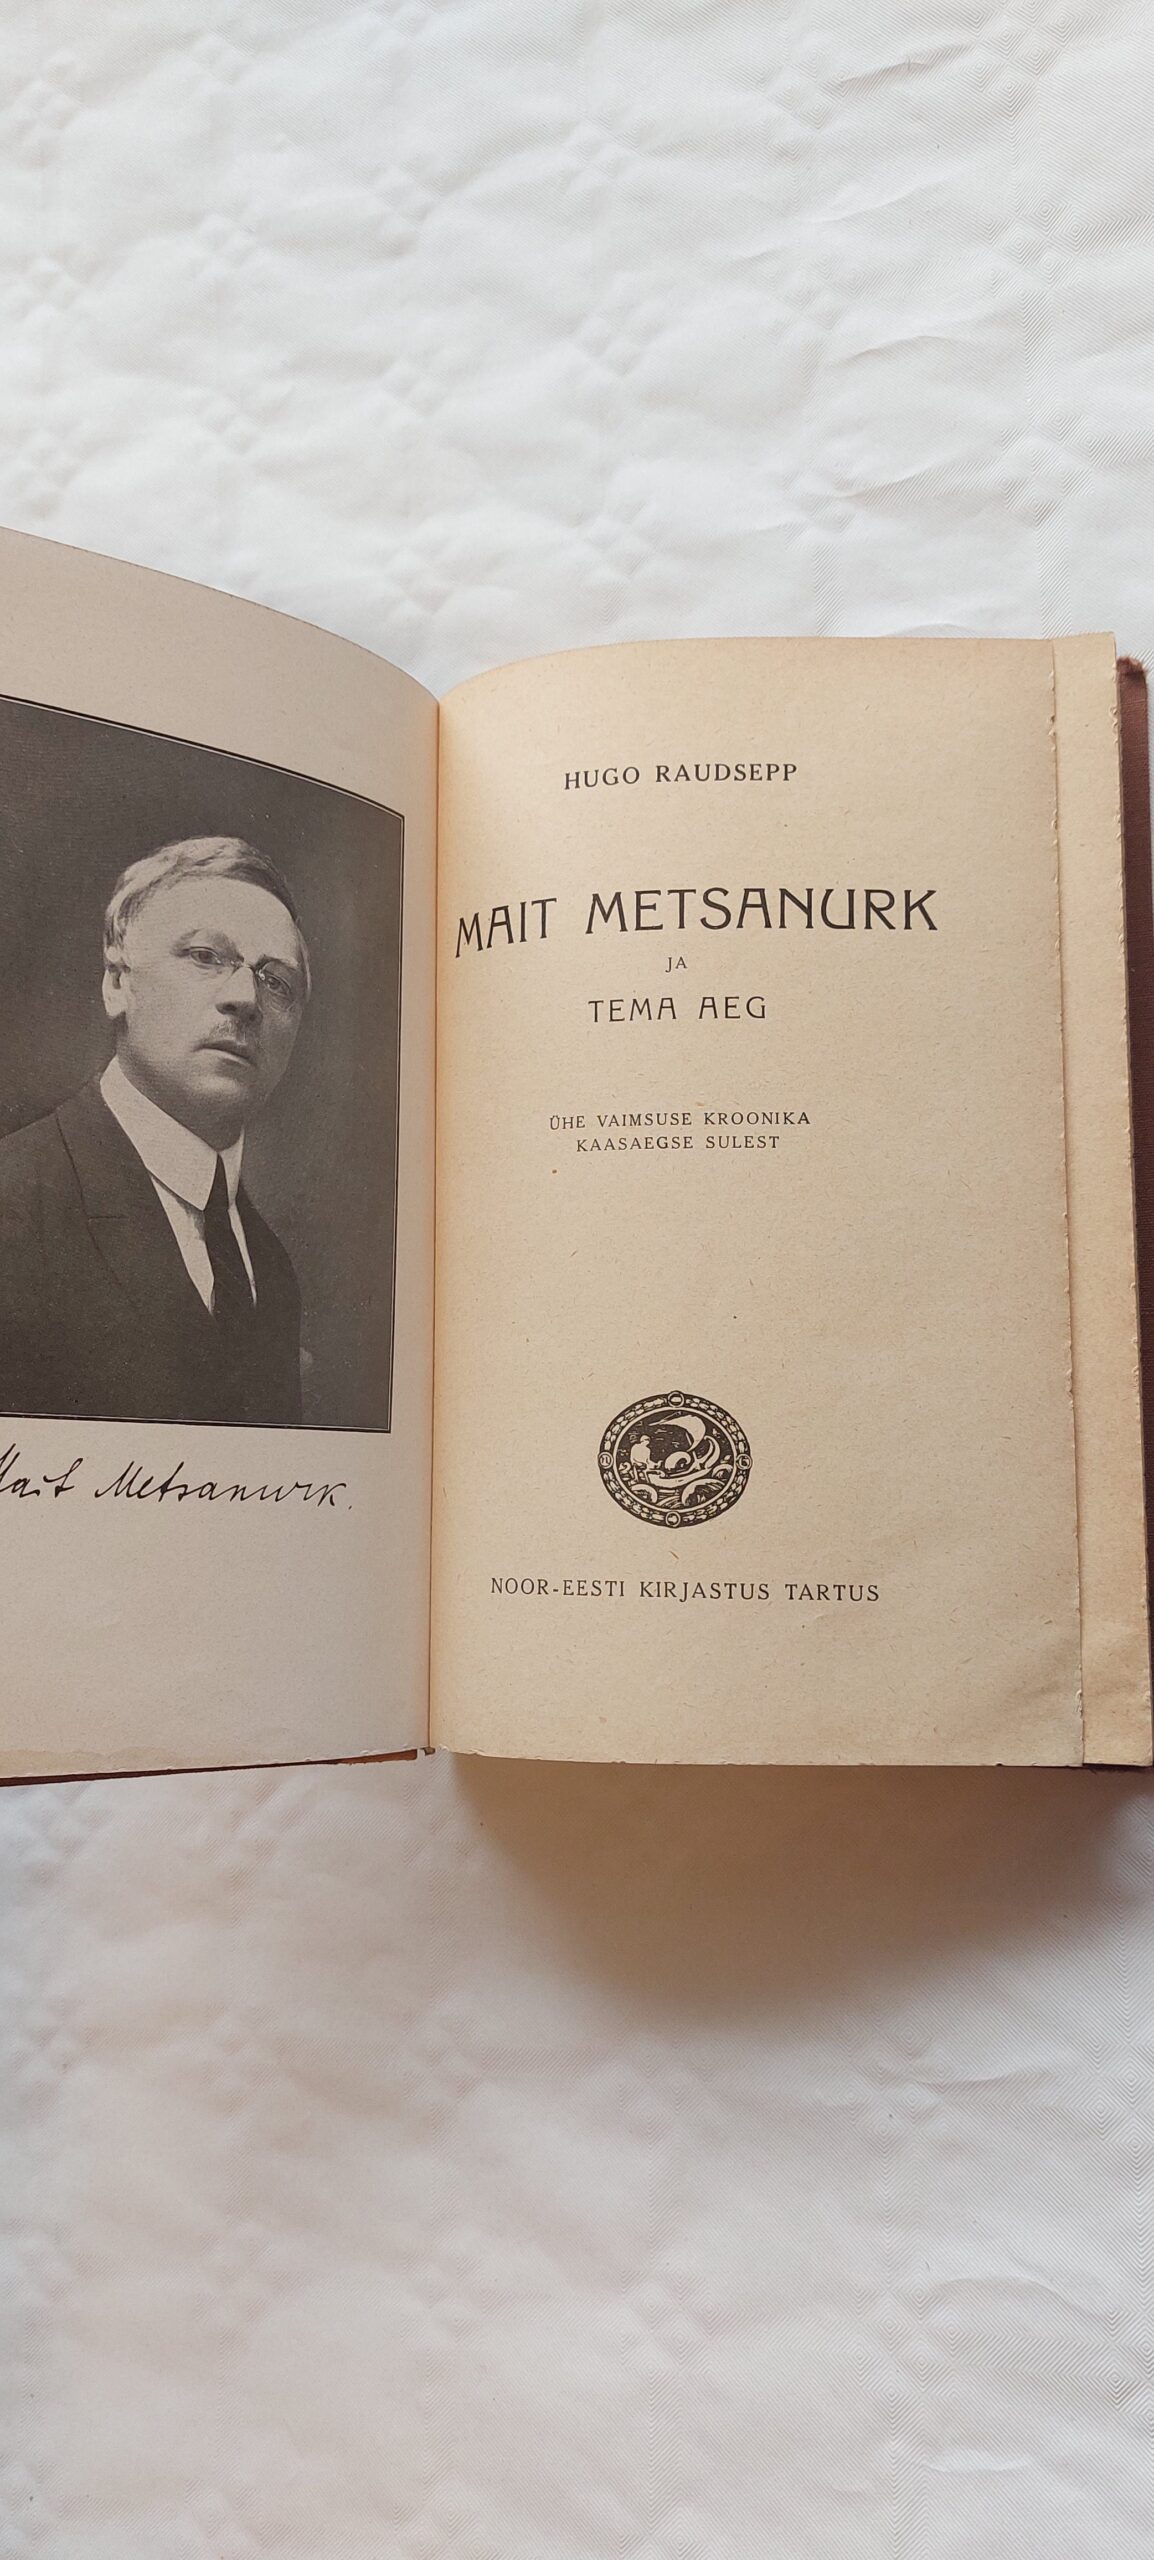 Mait Metsanurk.
HUGO RAUDSEPP
MAIT METSANURK
JA
TEMA AEG
ÜHE VAIMSUSE KROONIKA
KAASAEGSE SULEST
NOOR-EESTI KIRJASTUS TARTUS